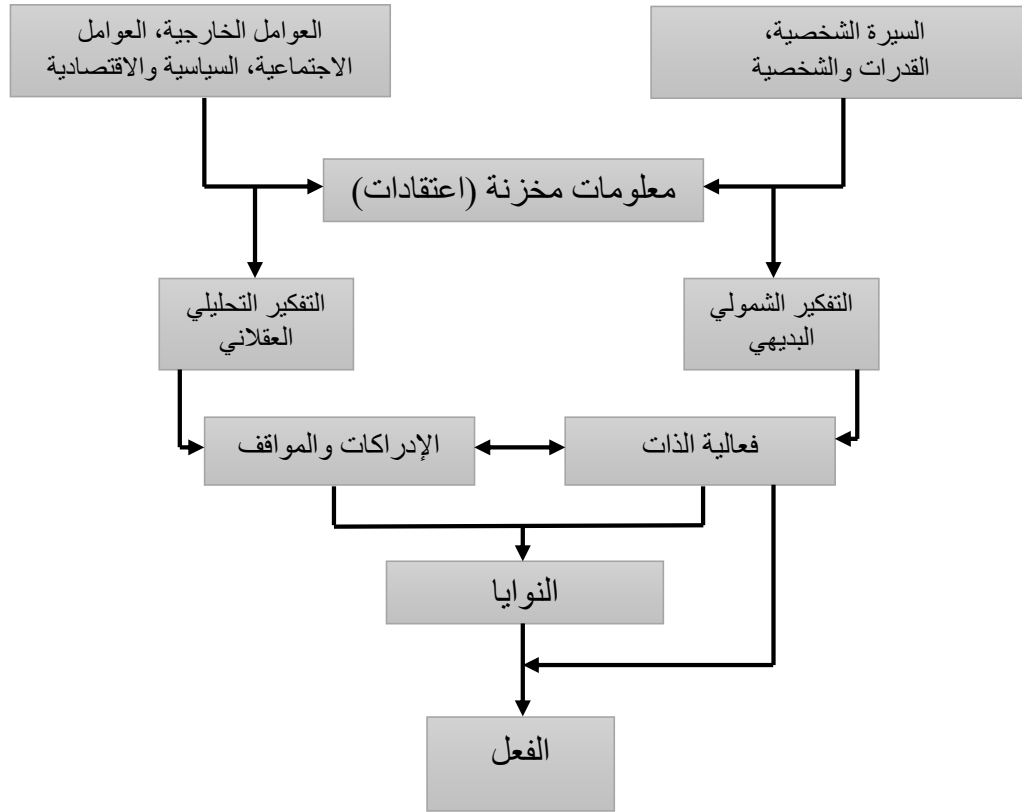 السيرة الشخصية،
القدرات والشخصية
العوامل الخارجية، العوامل
الاجتماعية، السياسية والاقتصادية
معلومات مخزنة (اعتقادات)
التفكير الشمولي
البديهي
التفكير التحليلي
العقلاني
فعالية الذات
الإدراكات والمواقف
النوايا
الفعل